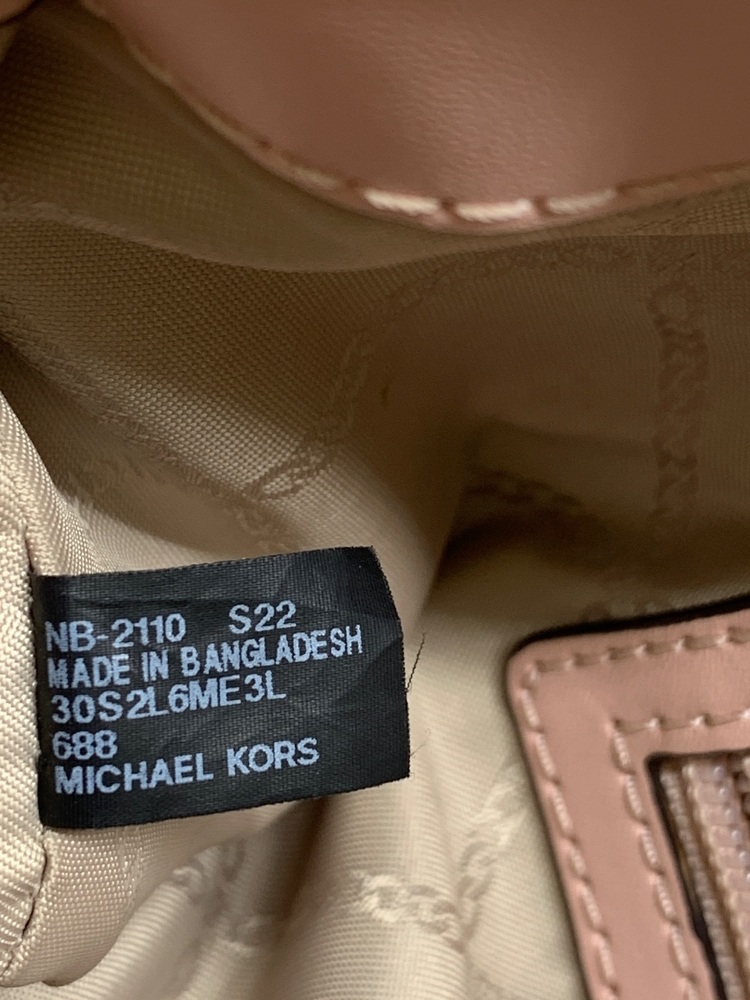 NB-2110 S22
MADE IN BANGLADESH
30S2L6ME3L
688
MICHAEL KORS